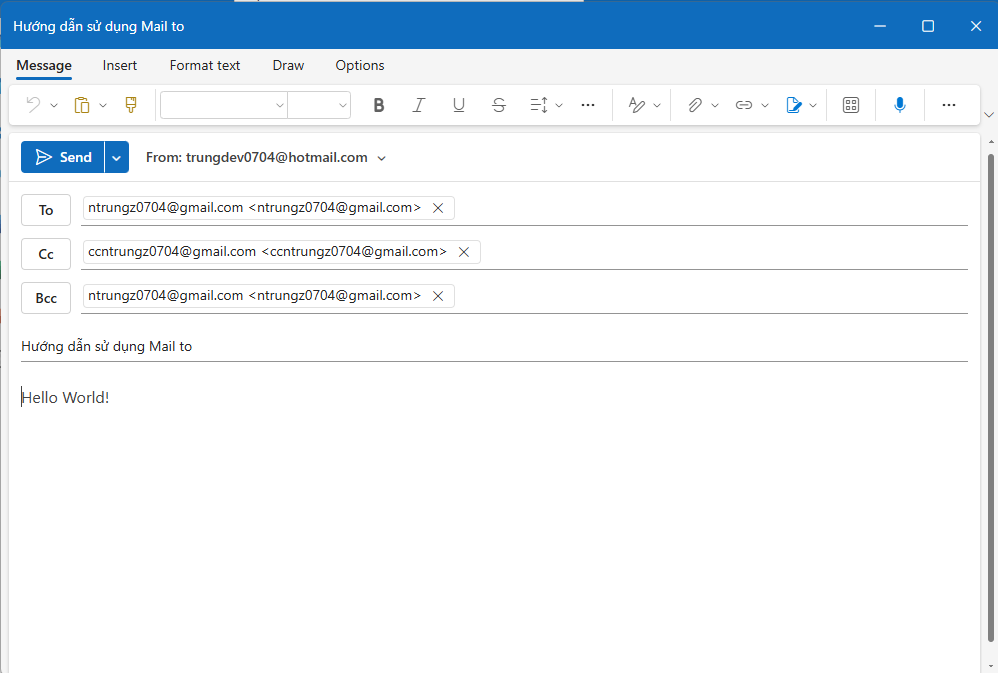 Hướng dẫn sử dụng Mail to
Message Insert Format text Draw Options
B I U S
Send From: trungdev0704@hotmail.com
To ntrungz0704@gmail.com <ntrungz0704@gmail.com>
Cc ccntrungz0704@gmail.com <ccntrungz0704@gmail.com>
Bcc ntrungz0704@gmail.com <ntrungz0704@gmail.com>
Hướng dẫn sử dụng Mail to
Hello World!